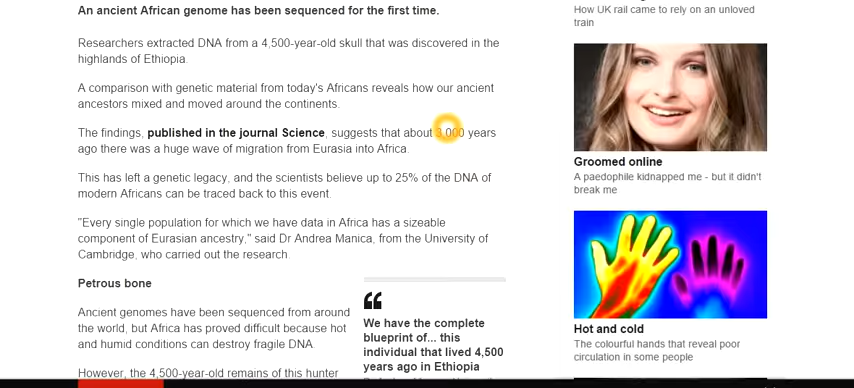 An ancient African genome has been sequenced for the first time.
Researchers extracted DNA from a 4,500-year-old skull that was discovered in the
highlands of Ethiopia.
A comparison with genetic material from today's Africans reveals how our ancient
ancestors mixed and moved around the continents.
The findings, published in the journal Science, suggests that about 3,000 years
ago there was a huge wave of migration from Eurasia into Africa.
This has left a genetic legacy, and the scientists believe up to 25% of the DNA of
modern Africans can be traced back to this event.
"Every single population for which we have data in Africa has a sizeable
component of Eurasian ancestry," said Dr Andrea Manica, from the University of
Cambridge, who carried out the research.
Petrous bone
Ancient genomes have been sequenced from around
the world, but Africa has proved difficult because hot
and humid conditions can destroy fragile DNA.
However, the 4,500-year-old remains of this hunter
“
We have the complete
blueprint of... this
individual that lived 4,500
years ago in Ethiopia
How UK rail came to rely on an unloved
train
Groomed online
A paedophile kidnapped me - but it didn't
break me
Hot and cold
The colourful hands that reveal poor
circulation in some people